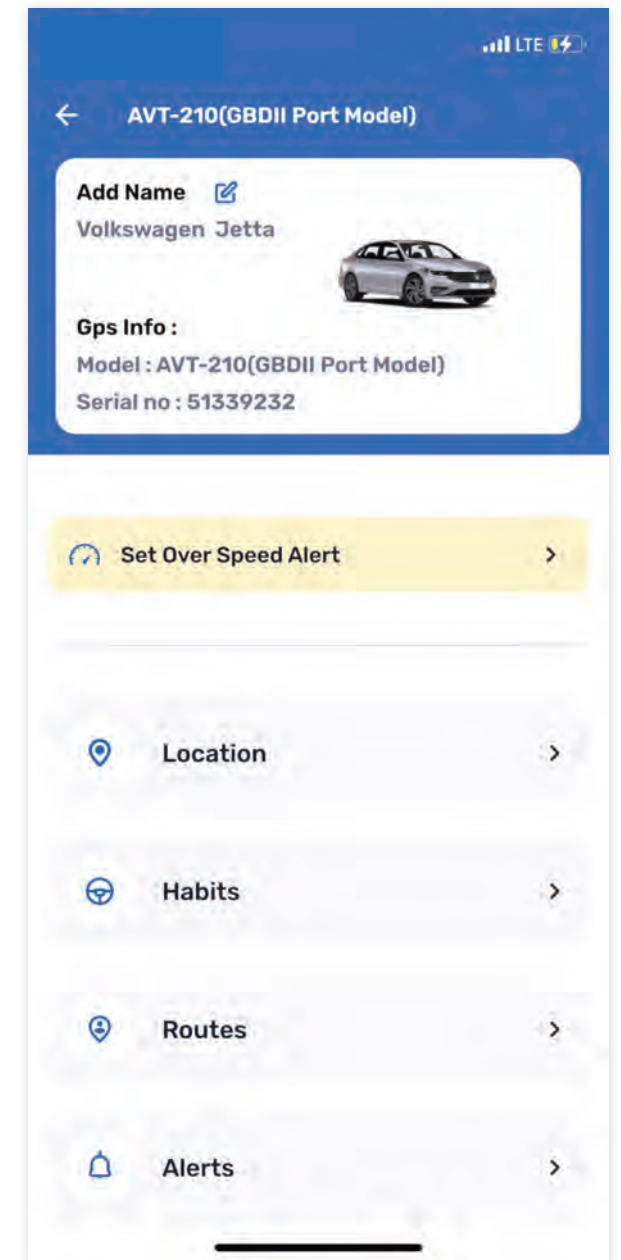 LTE
AVT-210(GBDII Port Model)
Add Name
Volkswagen Jetta
Gps Info :
Model : AVT-210(GBDII Port Model)
Serial no : 51339232
Set Over Speed Alert
Location
Habits
Routes
Alerts